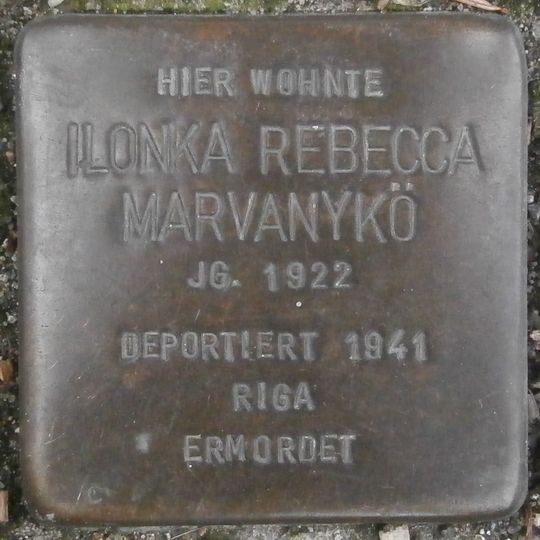 HIER WOHNTE
ILONKA REBECCA
MARVANYKÖ
JG. 1922
DEPORTIERT 1941
RIGA
ERMORDET